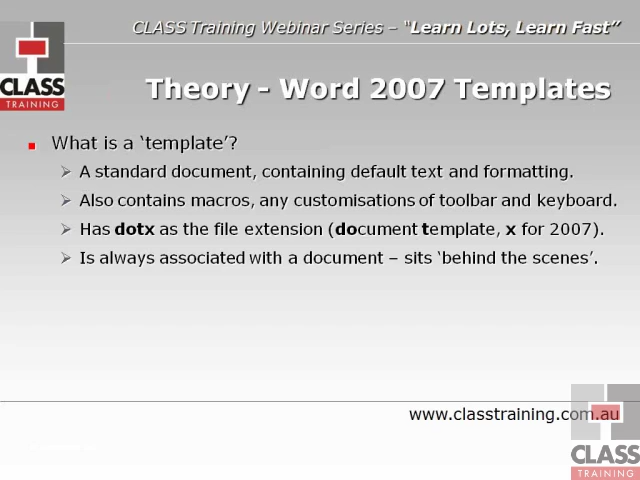 CLASS Training Webinar Series – "Learn Lots, Learn Fast"
CLASS
TRAINING
Theory - Word 2007 Templates
What is a ‘template’?
A standard document, containing default text and formatting.
Also contains macros, any customisations of toolbar and keyboard.
Has dotx as the file extension (document template, x for 2007).
Is always associated with a document – sits ‘behind the scenes’.
www.classtraining.com.au
CLASS
TRAINING